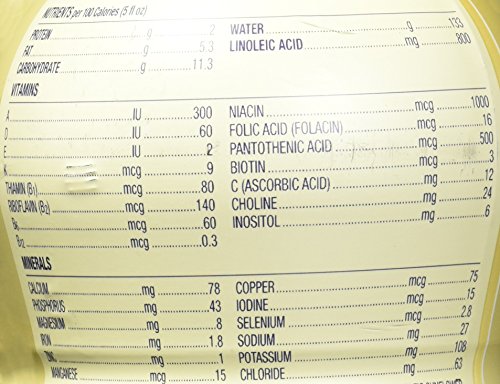 NUTRIENTS per 100 Calories (5 fl oz)
PROTEIN g 2
FAT g 5.3
CARBOHYDRATE g 11.3
WATER g 133
LINOLEIC ACID mg 800
VITAMINS
A IU 300
D IU 60
E IU 2
K mcg 9
THIAMIN (B1) mcg 80
RIBOFLAVIN (B2) mcg 140
B6 mcg 60
B12 mcg 0.3
NIACIN mcg 1000
FOLIC ACID (FOLACIN) mcg 16
PANTOTHENIC ACID mcg 500
BIOTIN mcg 3
C (ASCORBIC ACID) mg 12
CHOLINE mg 24
INOSITOL mg 6
MINERALS
CALCIUM mg 78
PHOSPHORUS mg 43
MAGNESIUM mg 8
IRON mg 1.8
ZINC mg 1
MANGANESE mcg 15
COPPER mcg 75
IODINE mcg 15
SELENIUM mcg 2.8
SODIUM mg 27
POTASSIUM mg 108
CHLORIDE mg 63